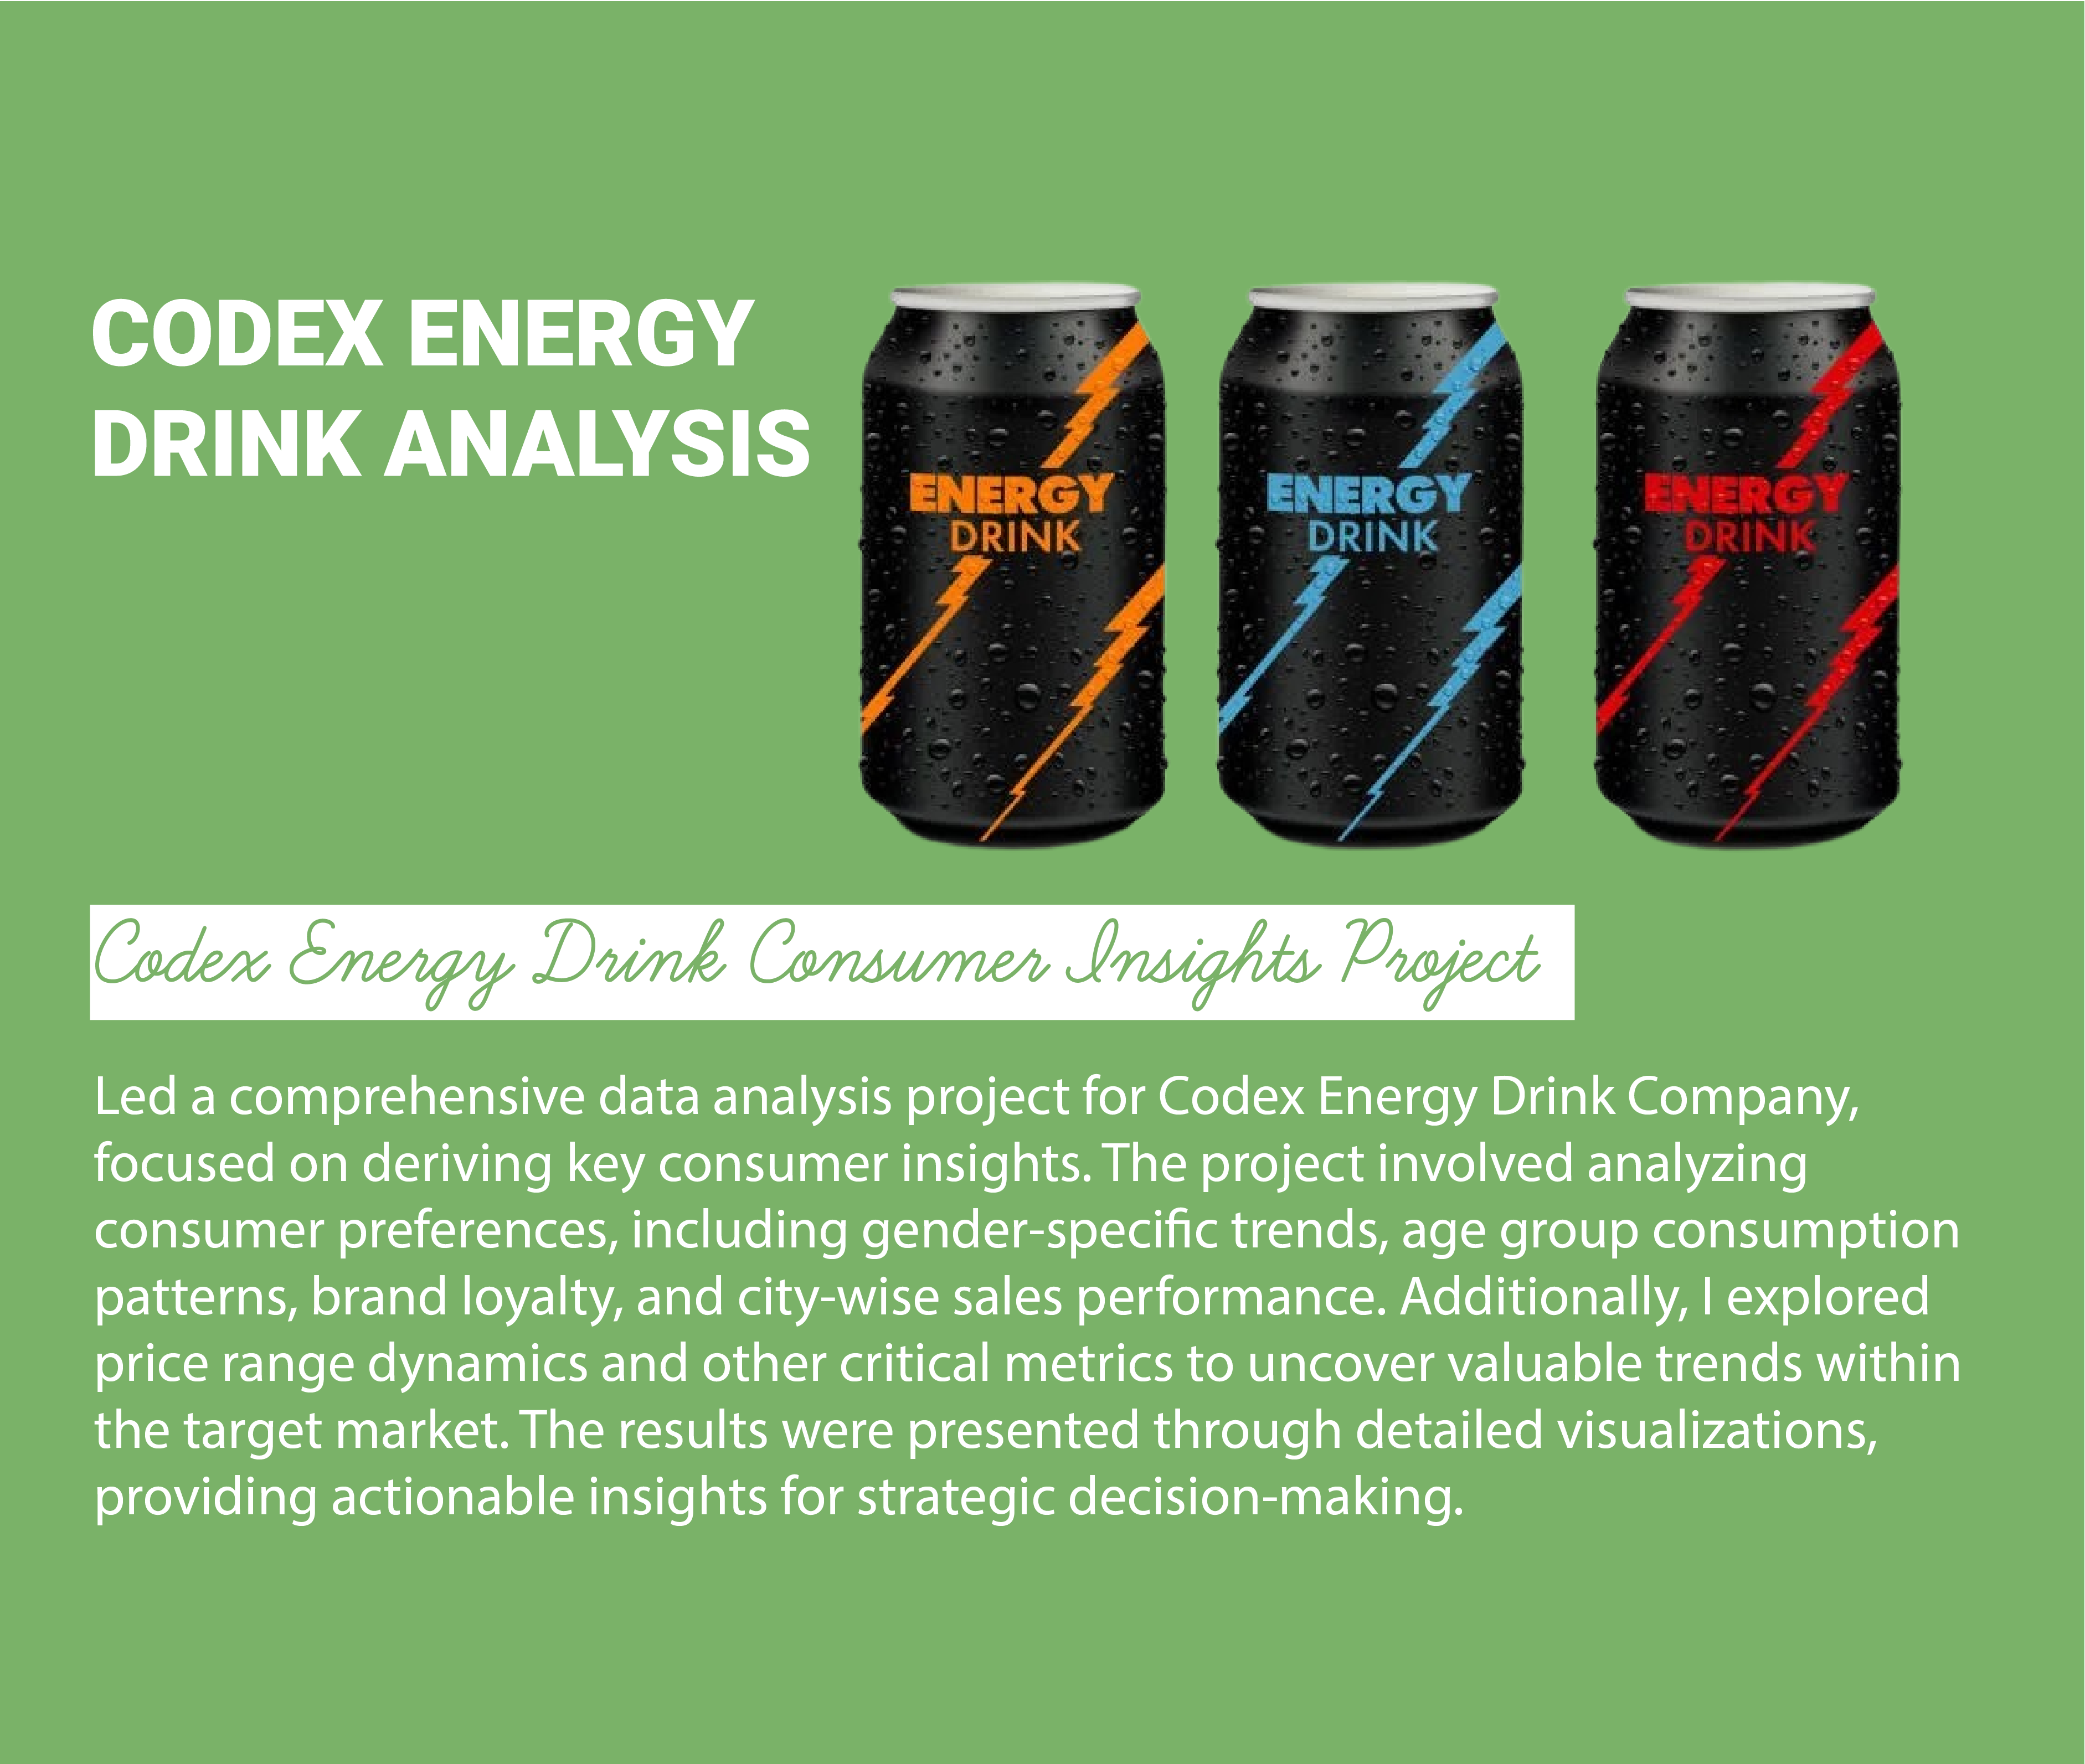 CODEX ENERGY
DRINK ANALYSIS
ENERGY
DRINK
ENERGY
DRINK
ENERGY
DRINK
Codex Energy Drink Consumer Insights Project
Led a comprehensive data analysis project for Codex Energy Drink Company,
focused on deriving key consumer insights. The project involved analyzing
consumer preferences, including gender-specific trends, age group consumption
patterns, brand loyalty, and city-wise sales performance. Additionally, I explored
price range dynamics and other critical metrics to uncover valuable trends within
the target market. The results were presented through detailed visualizations,
providing actionable insights for strategic decision-making.